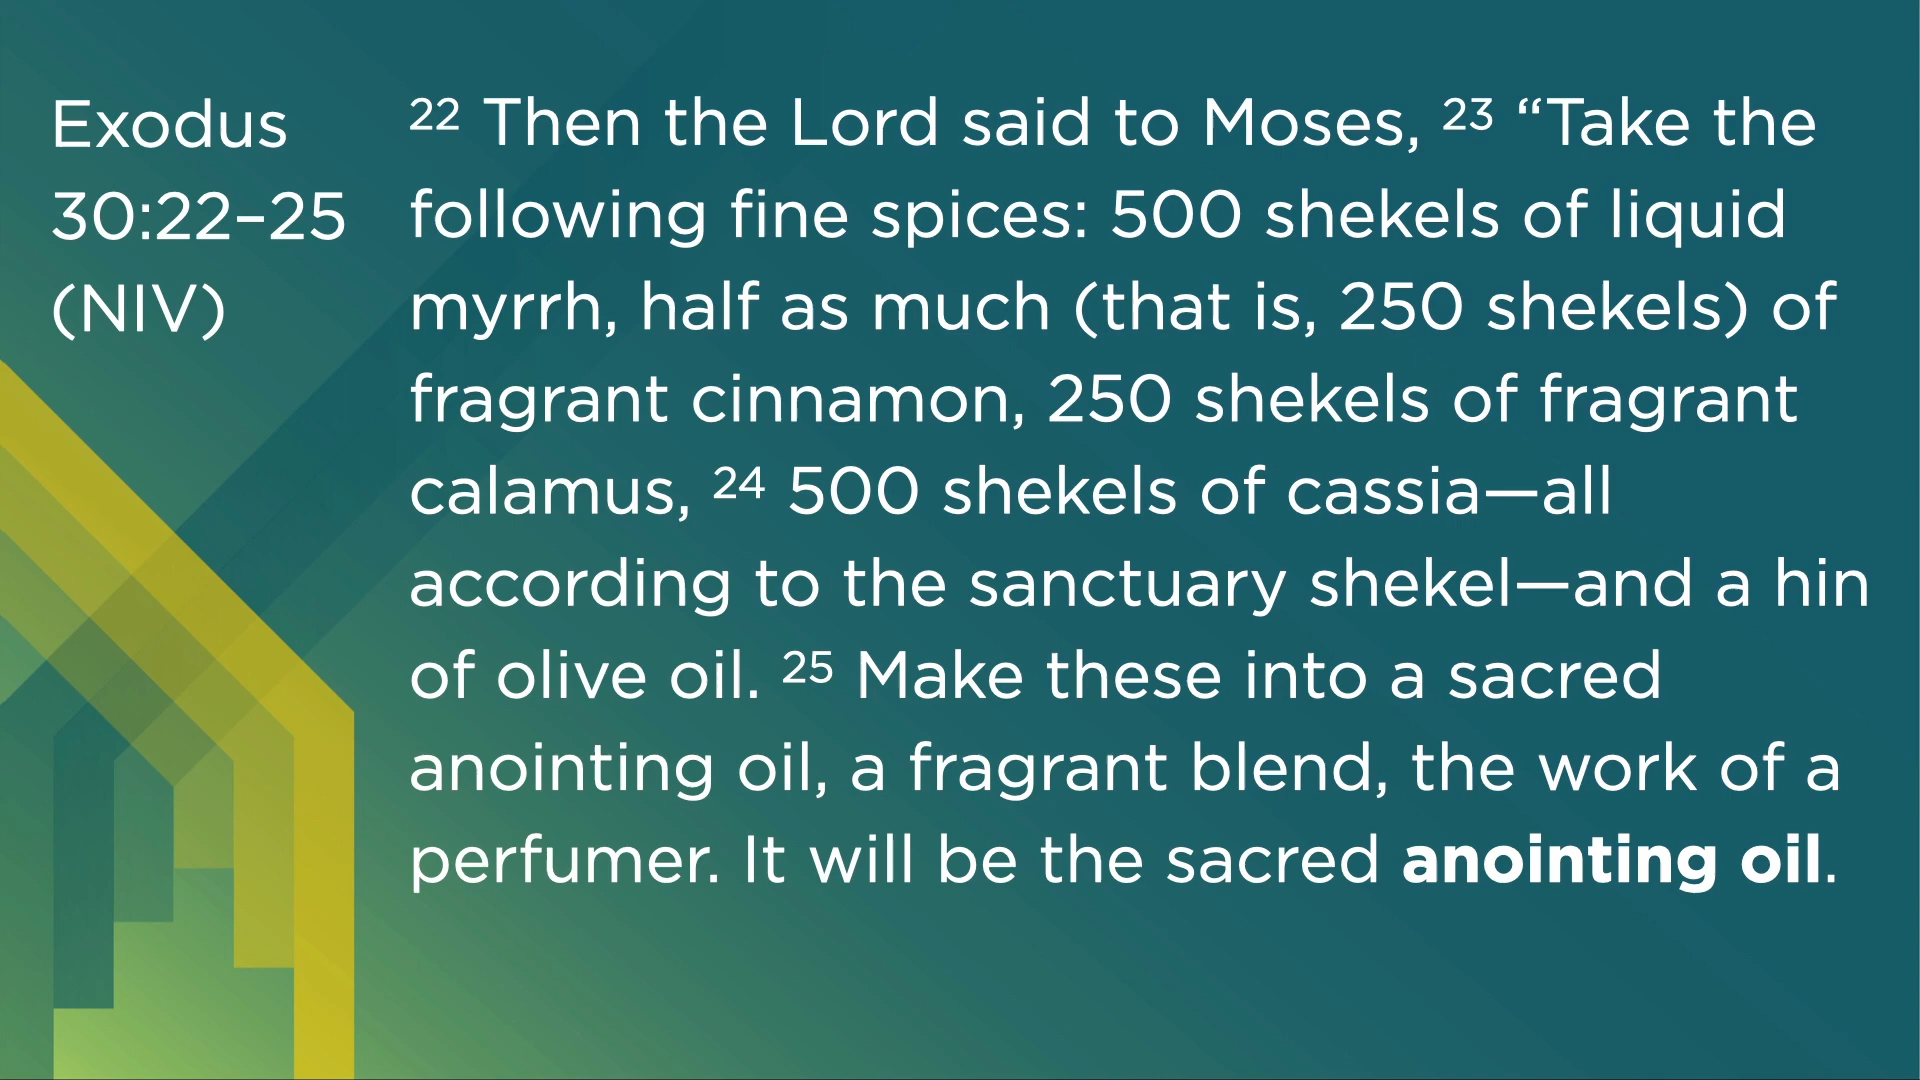 Exodus
30:22–25
(NIV)
22 Then the Lord said to Moses, 23 “Take the
following fine spices: 500 shekels of liquid
myrrh, half as much (that is, 250 shekels) of
fragrant cinnamon, 250 shekels of fragrant
calamus, 24 500 shekels of cassia—all
according to the sanctuary shekel—and a hin
of olive oil. 25 Make these into a sacred
anointing oil, a fragrant blend, the work of a
perfumer. It will be the sacred anointing oil.